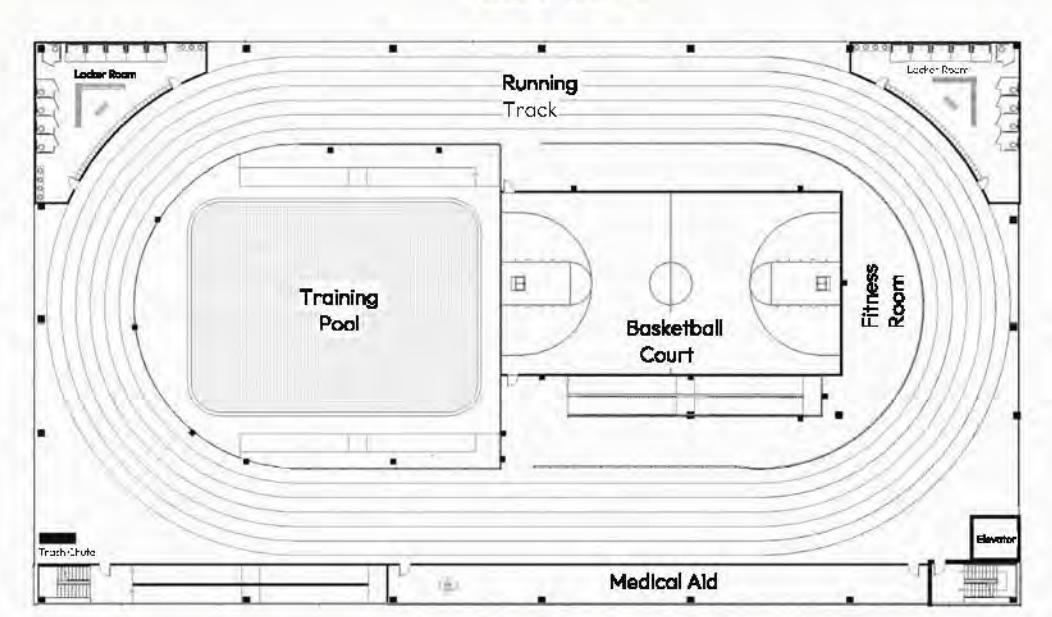 Locker Room
Locker Room
Running
Track
Training
Pool
Basketball
Court
Fitness
Room
Trash Chute
Elevator
Medical Aid